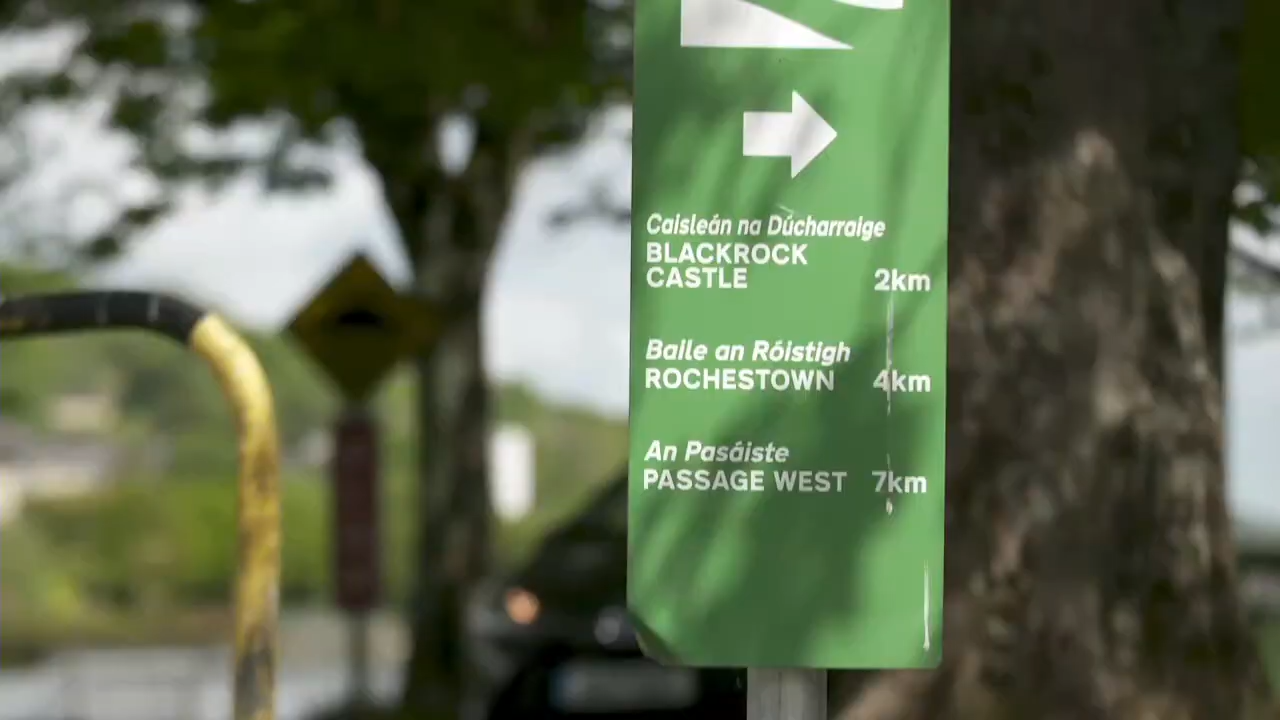 Caisleán na Dúcharraige
BLACKROCK
CASTLE 2km
Baile an Róistigh
ROCHESTOWN 4km
An Pasáiste
PASSAGE WEST 7km